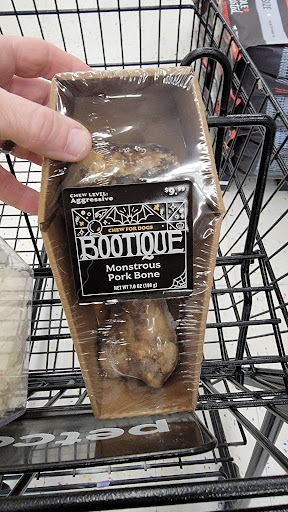 CHEW LEVEL:
Aggressive
$9.99
CHEW FOR DOGS
BOOTIQUE
Monstrous
Pork Bone
NET WT 7.0 OZ (198 g)
petco